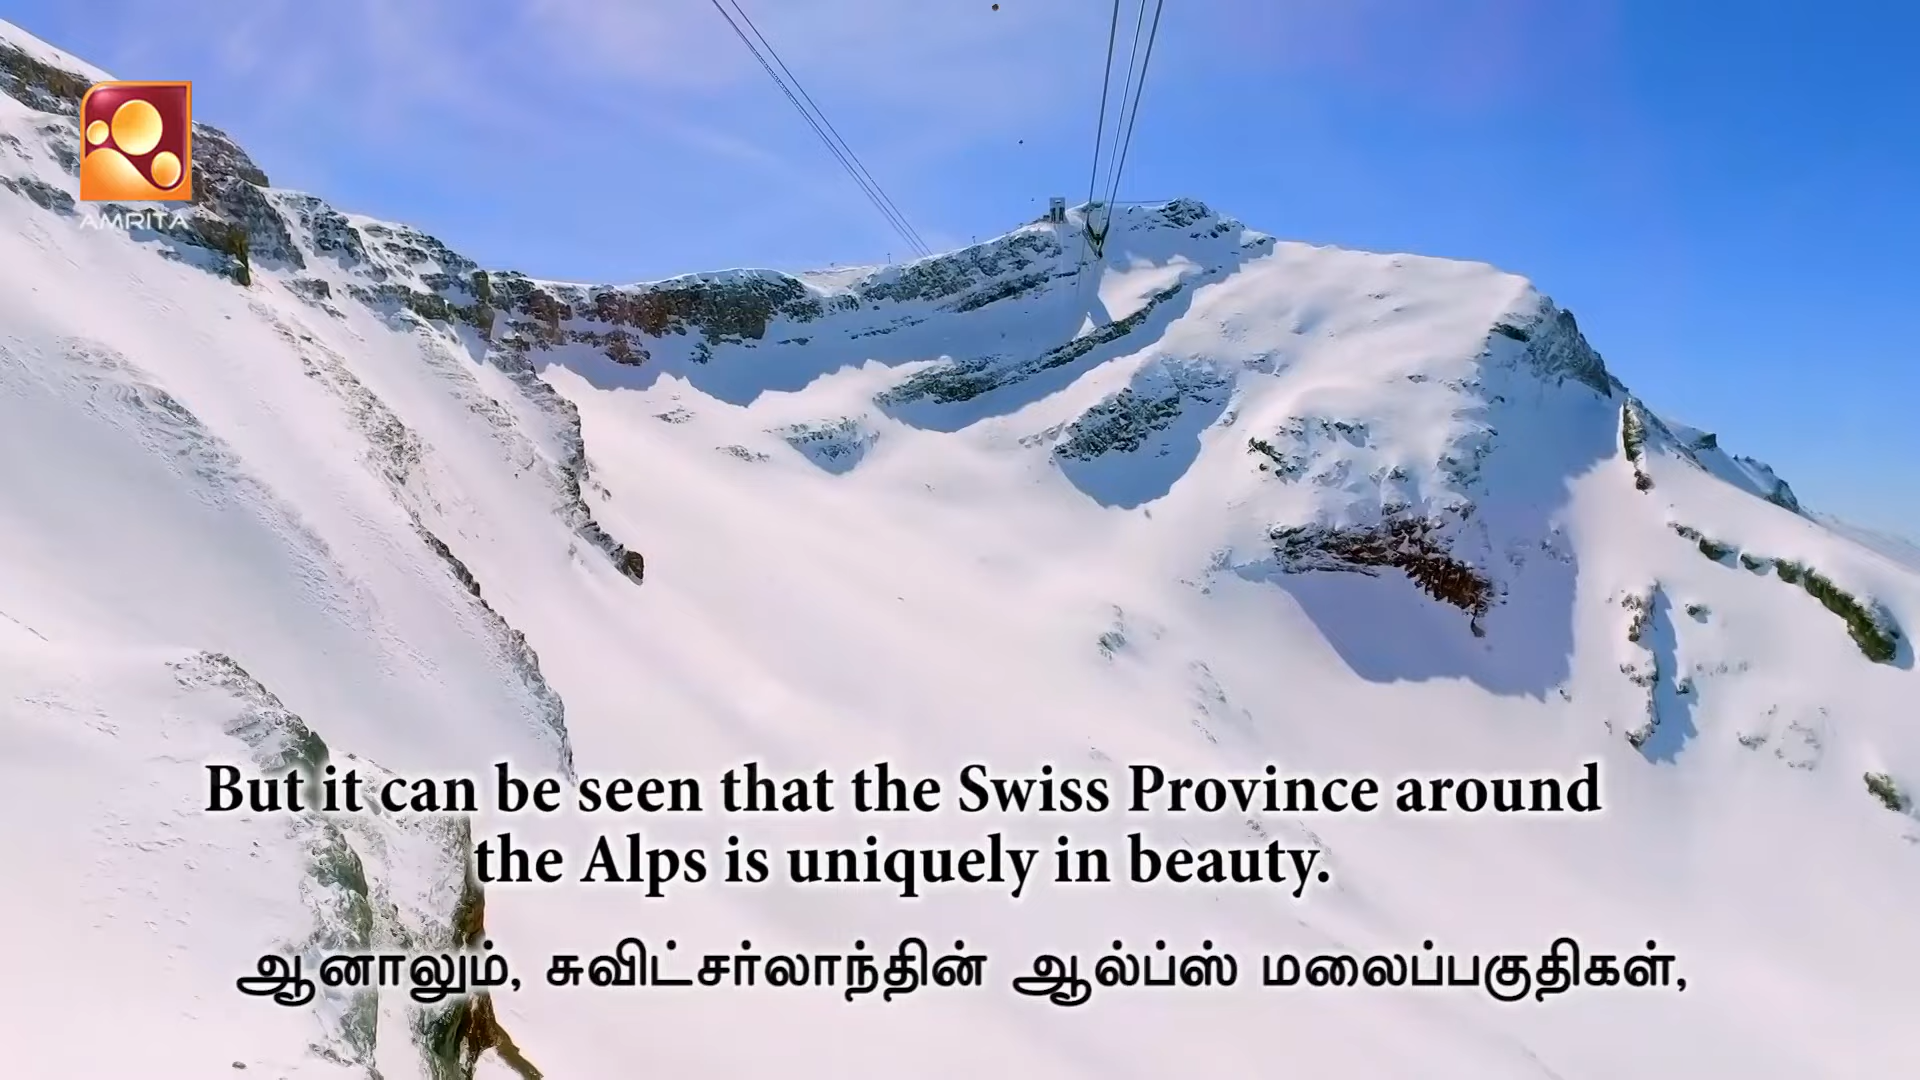 AMRITA
But it can be seen that the Swiss Province around
the Alps is uniquely in beauty.
ஆனாலும், சுவிட்சர்லாந்தின் ஆல்ப்ஸ் மலைப்பகுதிகள்,